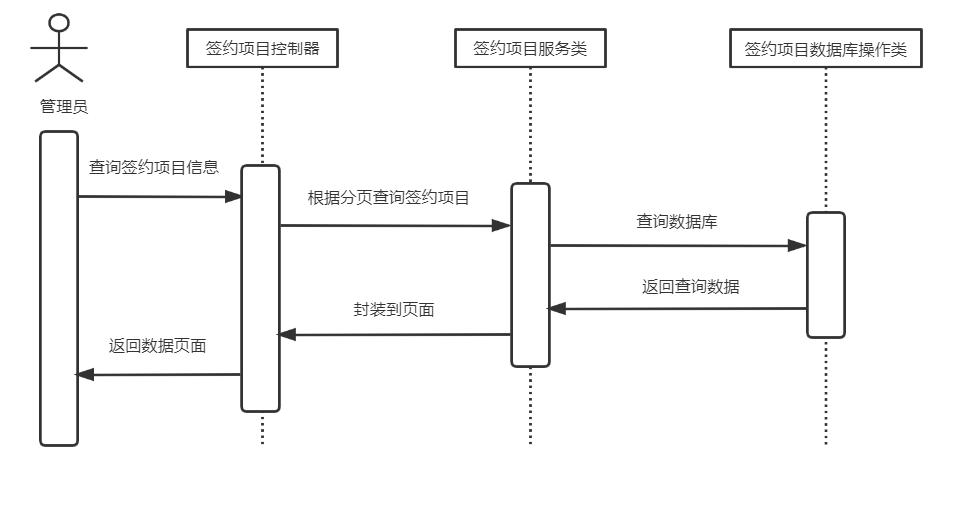 签约项目控制器
签约项目服务类
签约项目数据库操作类
管理员
查询签约项目信息
根据分页查询签约项目
查询数据库
返回查询数据
封装到页面
返回数据页面